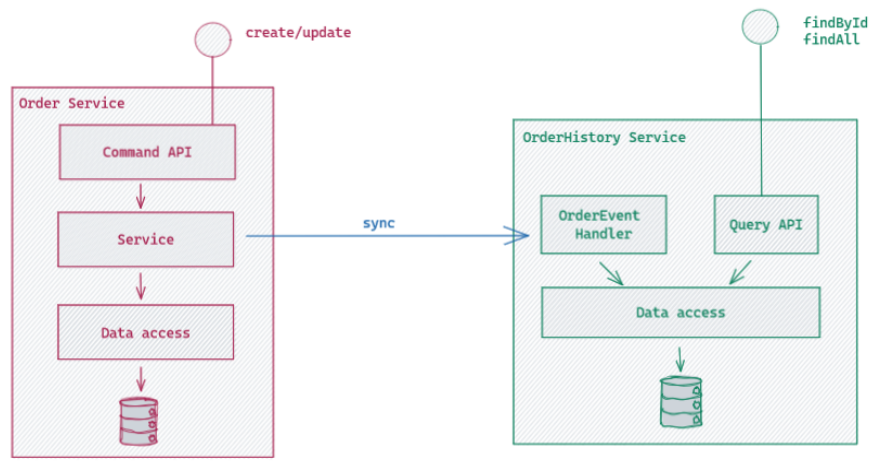 create/update
findById
findAll
Order Service
Command API
Service
Data access
sync
OrderHistory Service
OrderEvent
Handler
Query API
Data access